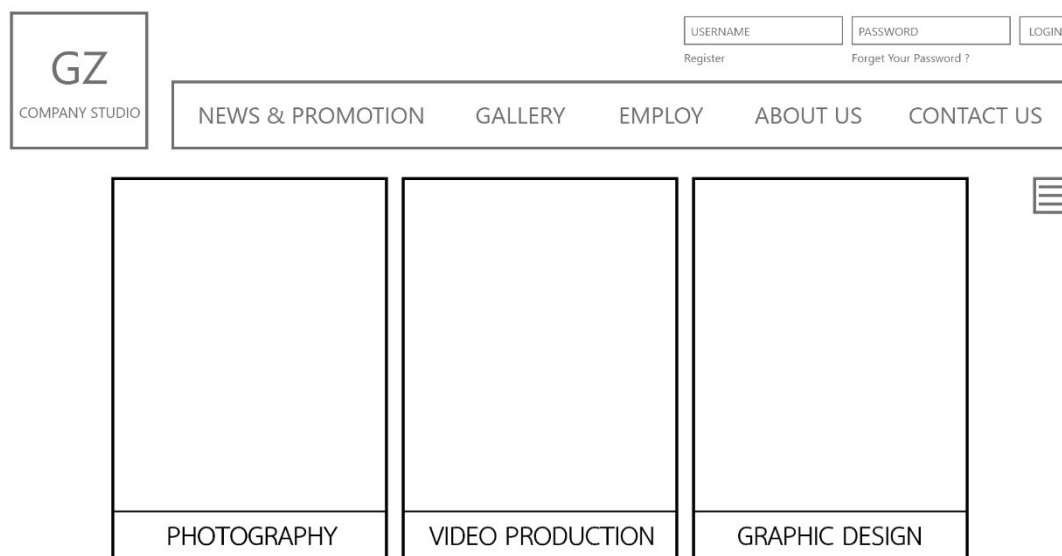 GZ
COMPANY STUDIO
USERNAME
PASSWORD
LOGIN
Register
Forget Your Password ?
NEWS & PROMOTION
GALLERY
EMPLOY
ABOUT US
CONTACT US
PHOTOGRAPHY
VIDEO PRODUCTION
GRAPHIC DESIGN